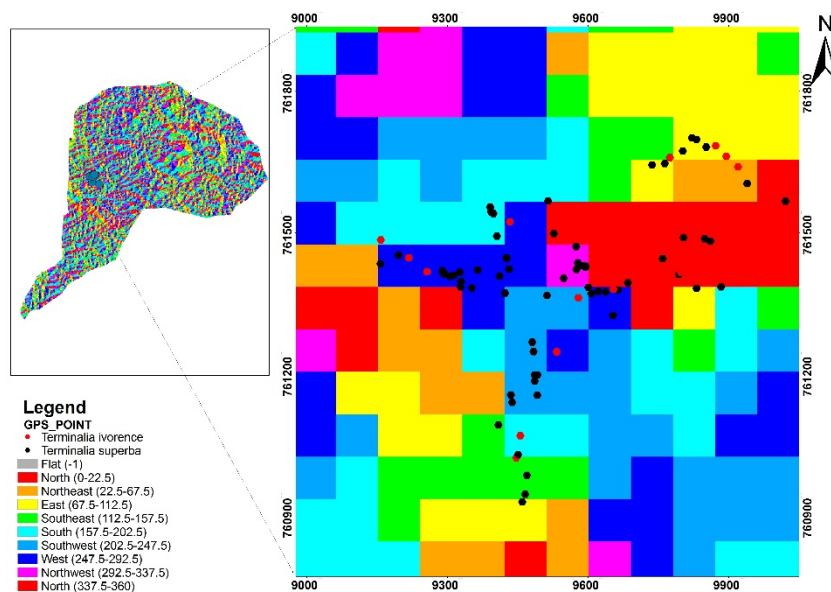 9000 9300 9600 9900
N
761800 761800
761500 761500
761200 761200
760900 760900
9000 9300 9600 9900
Legend
GPS_POINT
Terminalia ivorence
Terminalia superba
Flat (-1)
North (0-22.5)
Northeast (22.5-67.5)
East (67.5-112.5)
Southeast (112.5-157.5)
South (157.5-202.5)
Southwest (202.5-247.5)
West (247.5-292.5)
Northwest (292.5-337.5)
North (337.5-360)